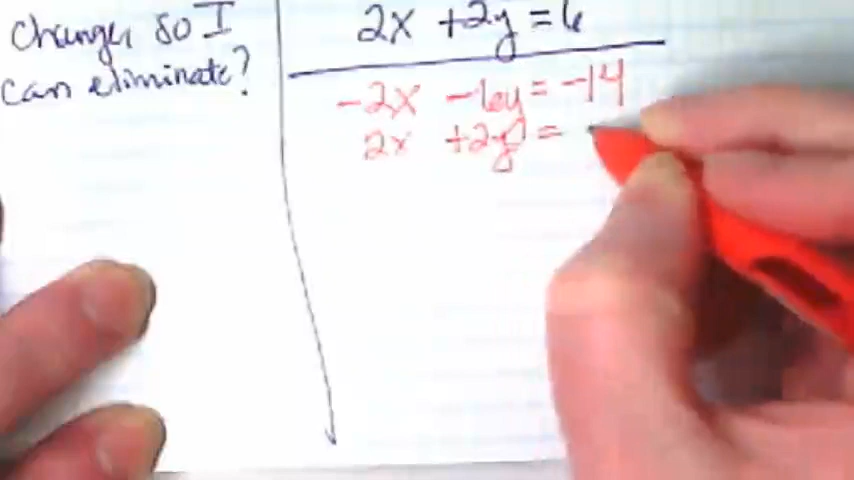 changes so I
can eliminate?
2x +2y = 6
-2x -6y = -14
2x +2y =